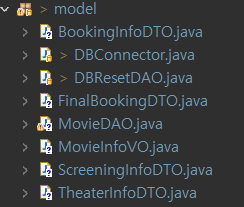 > model
BookingInfoDTO.java
> DBConnector.java
> DBResetDAO.java
FinalBookingDTO.java
MovieDAO.java
MovieInfoVO.java
ScreeningInfoDTO.java
TheaterInfoDTO.java